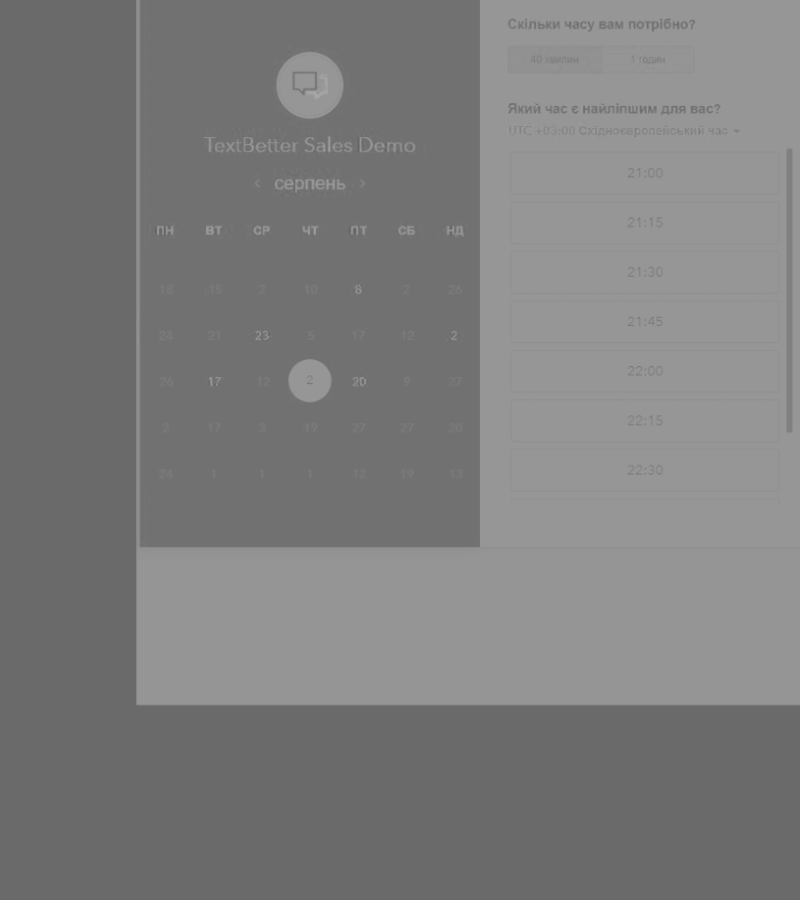 TextBetter Sales Demo
‹ серпень ›
ПН ВТ СР ЧТ ПТ СБ НД
18 15 2 10 8 2 26
24 21 23 5 17 12 2
26 17 12 2 20 9 27
2 17 3 19 27 27 20
24 1 1 1 12 19 13
Скільки часу вам потрібно?
40 хвилин 1 годин
Який час є найліпшим для вас?
UTC +03:00 Східноєвропейський час
21:00
21:15
21:30
21:45
22:00
22:15
22:30